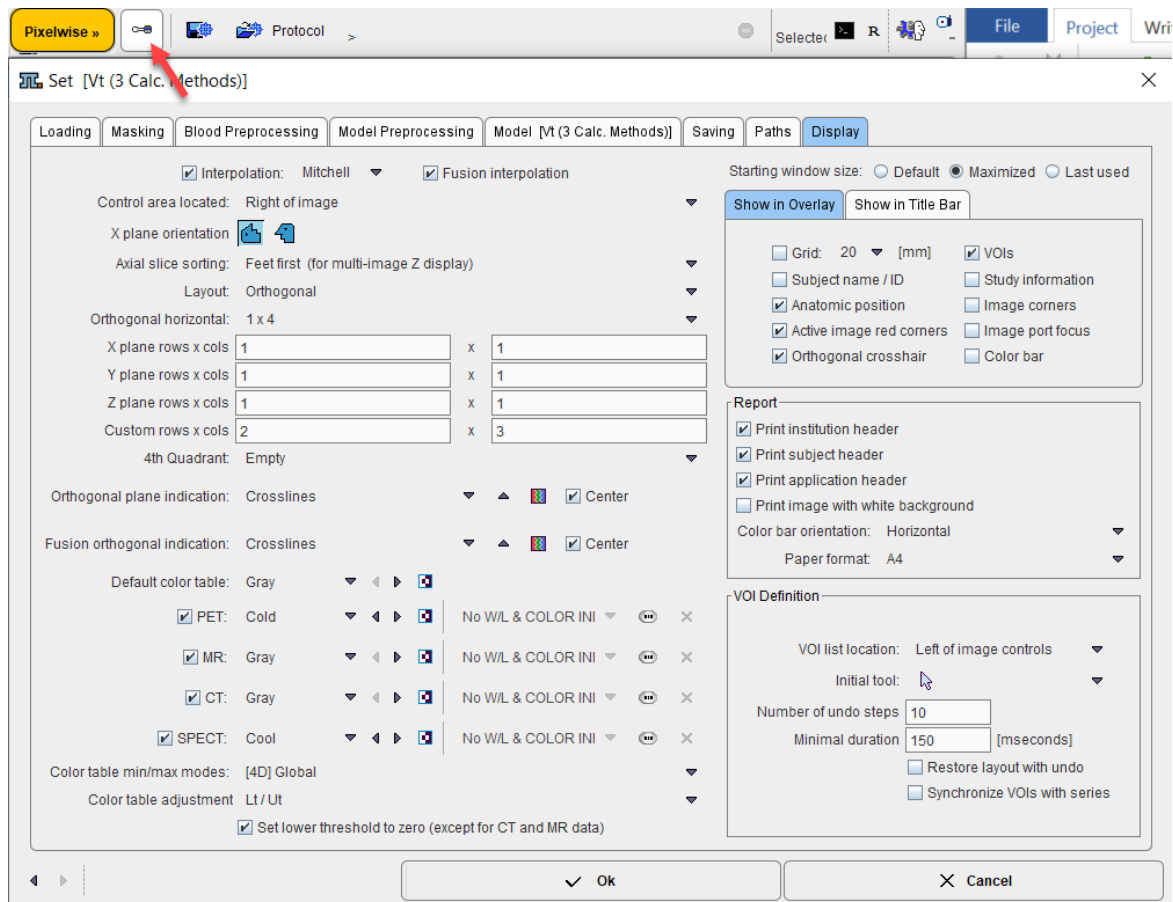 Pixelwise »
Protocol
>
R
File
Project
Set [Vt (3 Calc. Methods)]
Loading
Masking
Blood Preprocessing
Model Preprocessing
Model [Vt (3 Calc. Methods)]
Saving
Paths
Display
Interpolation: Mitchell
Fusion interpolation
Control area located: Right of image
X plane orientation
Axial slice sorting: Feet first (for multi-image Z display)
Layout: Orthogonal
Orthogonal horizontal: 1 x 4
X plane rows x cols 1 x 1
Y plane rows x cols 1 x 1
Z plane rows x cols 1 x 1
Custom rows x cols 2 x 3
4th Quadrant: Empty
Orthogonal plane indication: Crosslines Center
Fusion orthogonal indication: Crosslines Center
Default color table: Gray
PET: Cold No W/L & COLOR INI
MR: Gray No W/L & COLOR INI
CT: Gray No W/L & COLOR INI
SPECT: Cool No W/L & COLOR INI
Color table min/max modes: [4D] Global
Color table adjustment Lt / Ut
Set lower threshold to zero (except for CT and MR data)
Starting window size: Default Maximized Last used
Show in Overlay
Show in Title Bar
Grid: 20 [mm] VOIs
Subject name / ID Study information
Anatomic position Image corners
Active image red corners Image port focus
Orthogonal crosshair Color bar
Report
Print institution header
Print subject header
Print application header
Print image with white background
Color bar orientation: Horizontal
Paper format: A4
VOI Definition
VOI list location: Left of image controls
Initial tool:
Number of undo steps 10
Minimal duration 150 [mseconds]
Restore layout with undo
Synchronize VOIs with series
Ok
Cancel